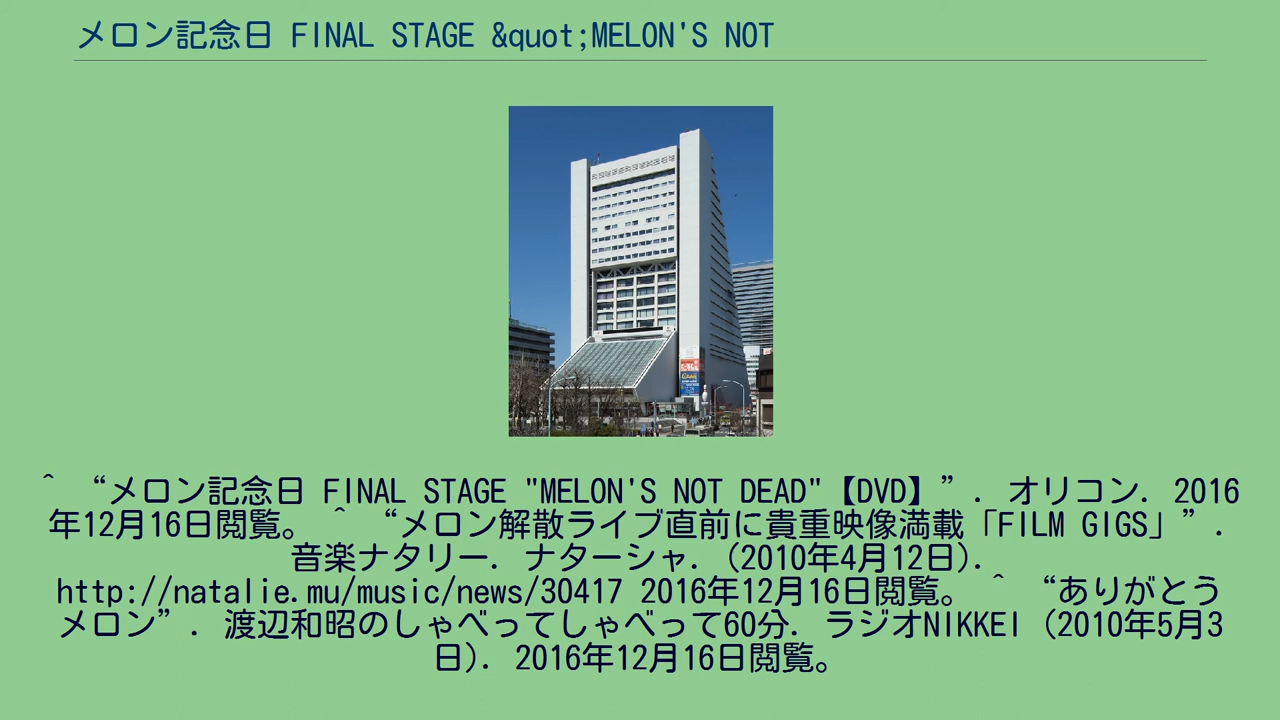 メロン記念日 FINAL STAGE &quot;MELON'S NOT
^ “メロン記念日 FINAL STAGE "MELON'S NOT DEAD"【DVD】”. オリコン. 2016
年12月16日閲覧。 ^ “メロン解散ライブ直前に貴重映像満載「FILM GIGS」”.
音楽ナタリー. ナターシャ. (2010年4月12日).
http://natalie.mu/music/news/30417 2016年12月16日閲覧。 ^ “ありがとう
メロン”. 渡辺和昭のしゃべってしゃべって60分. ラジオNIKKEI (2010年5月3
日). 2016年12月16日閲覧。